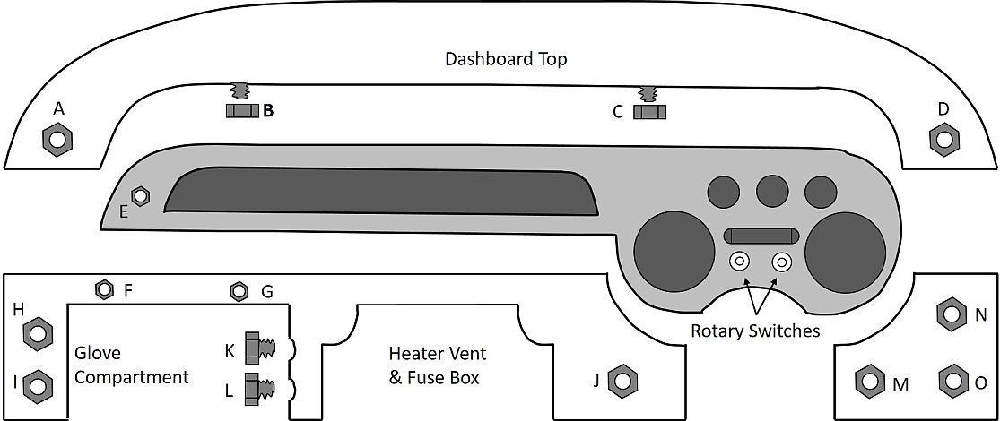 Dashboard Top
A
B
C
D
E
Rotary Switches
F
G
H
I
Glove
Compartment
K
L
Heater Vent
& Fuse Box
J
N
M
O